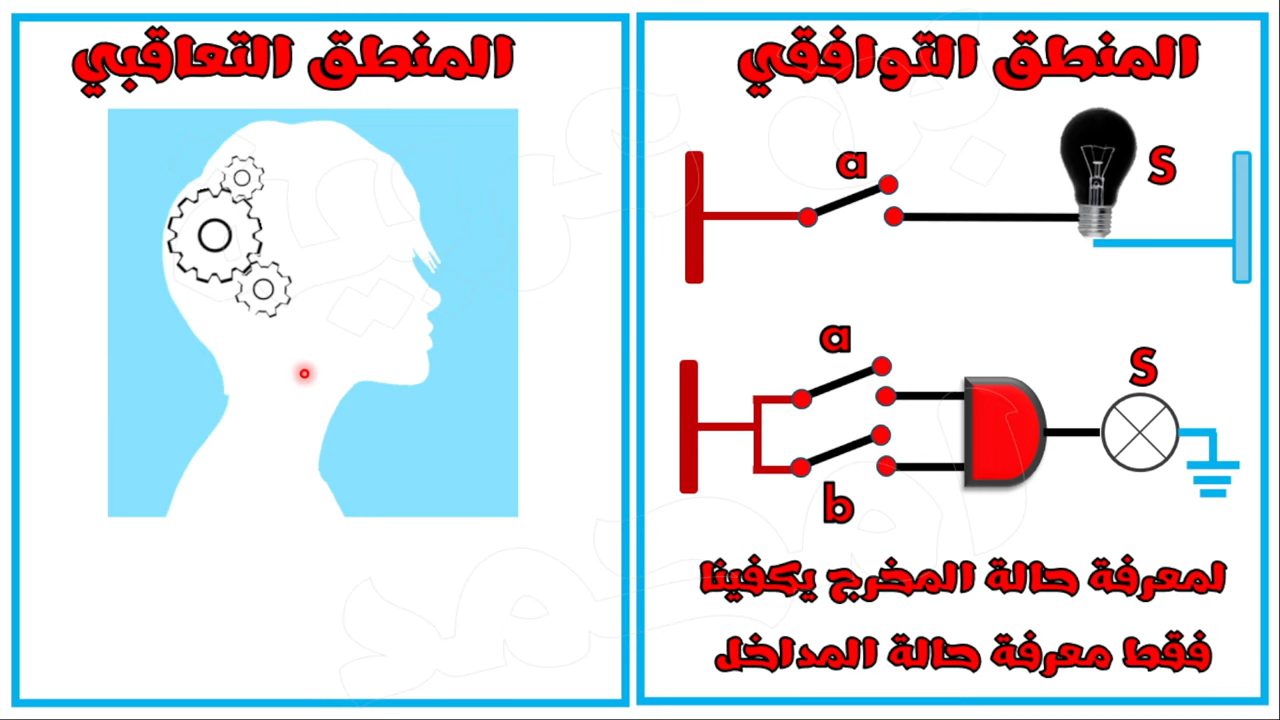 المنطق التوافقي
a
S
a
S
b
لمعرفة حالة المخرج يكفينا
فقط معرفة حالة المداخل
المنطق التعاقبي